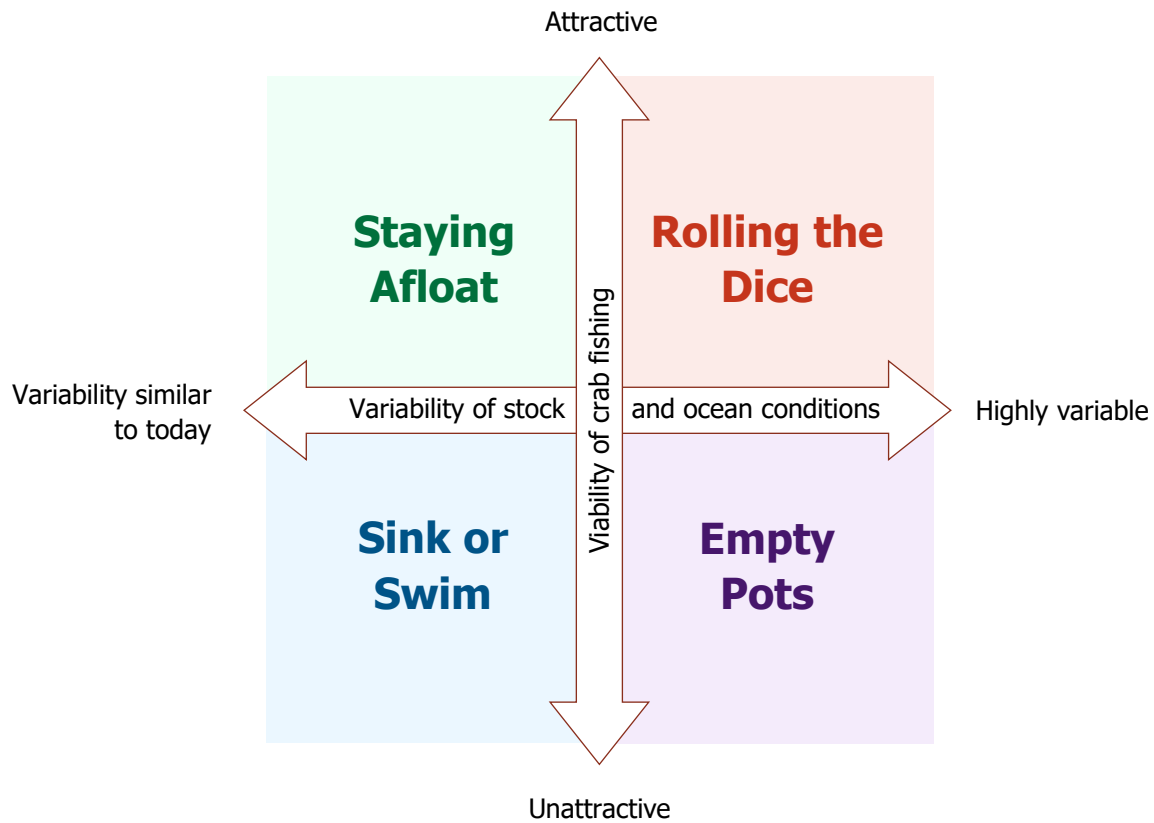 Attractive
Staying
Afloat
Rolling the
Dice
Variability similar
to today
Variability of stock and ocean conditions
Viability of crab fishing
Highly variable
Sink or
Swim
Empty
Pots
Unattractive